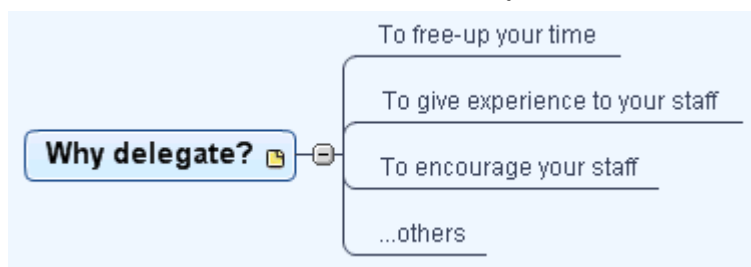 To free-up your time
To give experience to your staff
Why delegate?
To encourage your staff
...others